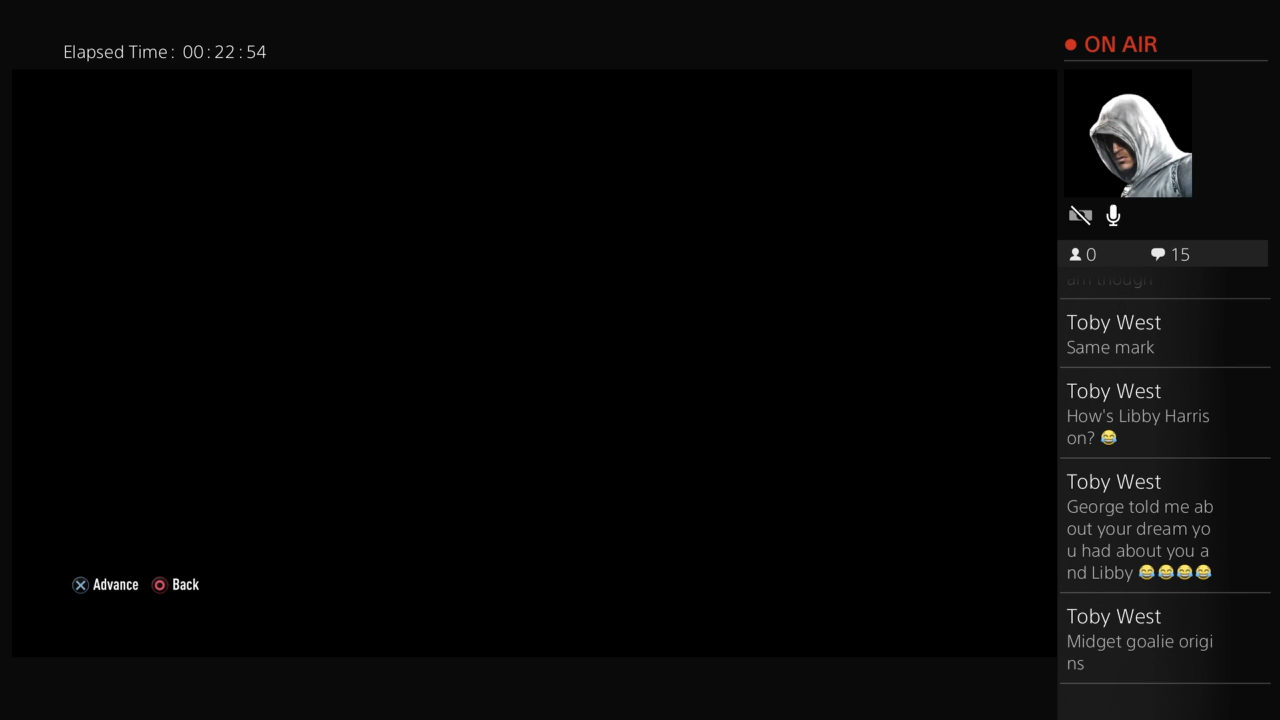 Elapsed Time: 00:22:54
ON AIR
0 15
am though
Toby West
Same mark
Toby West
How's Libby Harris
on? 😂
Toby West
George told me ab
out your dream yo
u had about you a
nd Libby 😂😂😂😂
Toby West
Midget goalie origi
ns
Advance Back